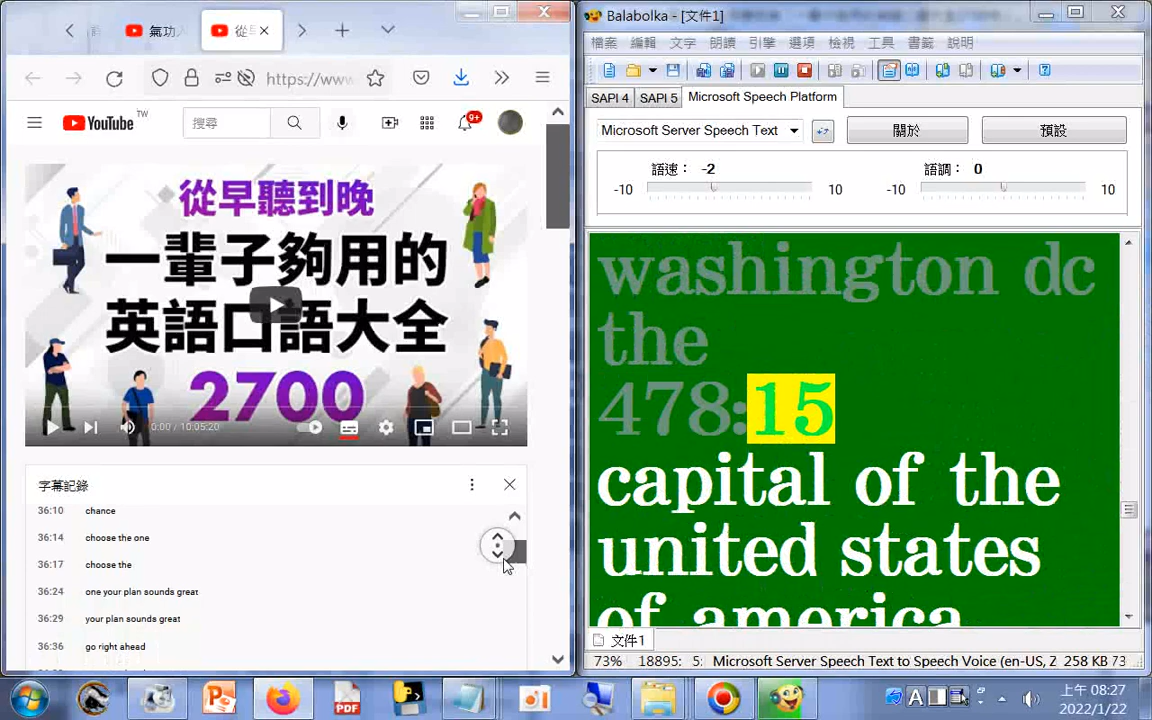 氣功
從
https://www
YouTube TW
搜尋
9+
從早聽到晚
一輩子夠用的
英語口語大全
2700
0:00 / 10:05:20
字幕記錄
36:10 chance
36:14 choose the one
36:17 choose the
36:24 one your plan sounds great
36:29 your plan sounds great
36:36 go right ahead
Balabolka - [文件1]
檔案 編輯 文字 朗讀 引擎 選項 檢視 工具 書籤 說明
SAPI 4 SAPI 5 Microsoft Speech Platform
Microsoft Server Speech Text 關於 預設
語速： -2 語調： 0
-10 10 -10 10
washington dc
the
478:15
capital of the
united states
of america
文件1
73% 18895: 5: Microsoft Server Speech Text to Speech Voice (en-US, Z 258 KB 73
PDF
A
上午 08:27
2022/1/22